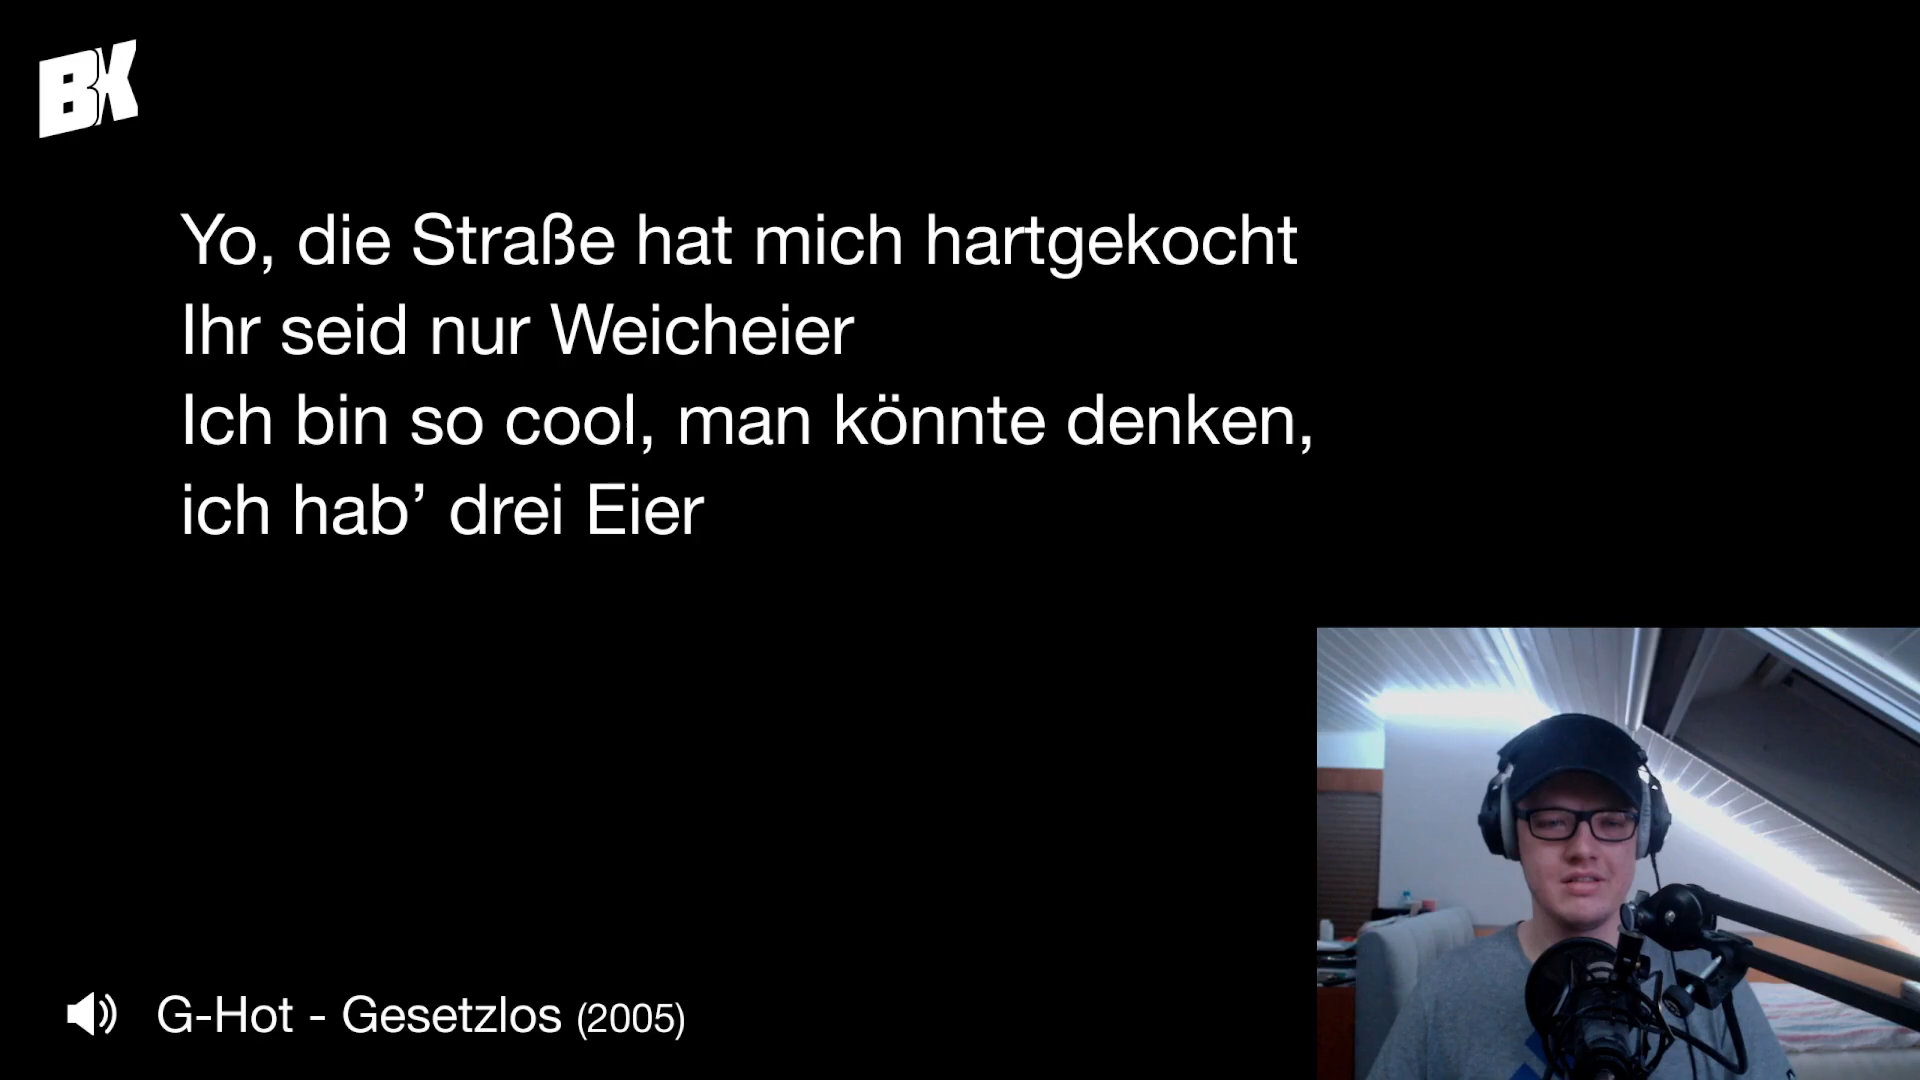 BK
Yo, die Straße hat mich hartgekocht
Ihr seid nur Weicheier
Ich bin so cool, man könnte denken,
ich hab’ drei Eier
G-Hot - Gesetzlos (2005)